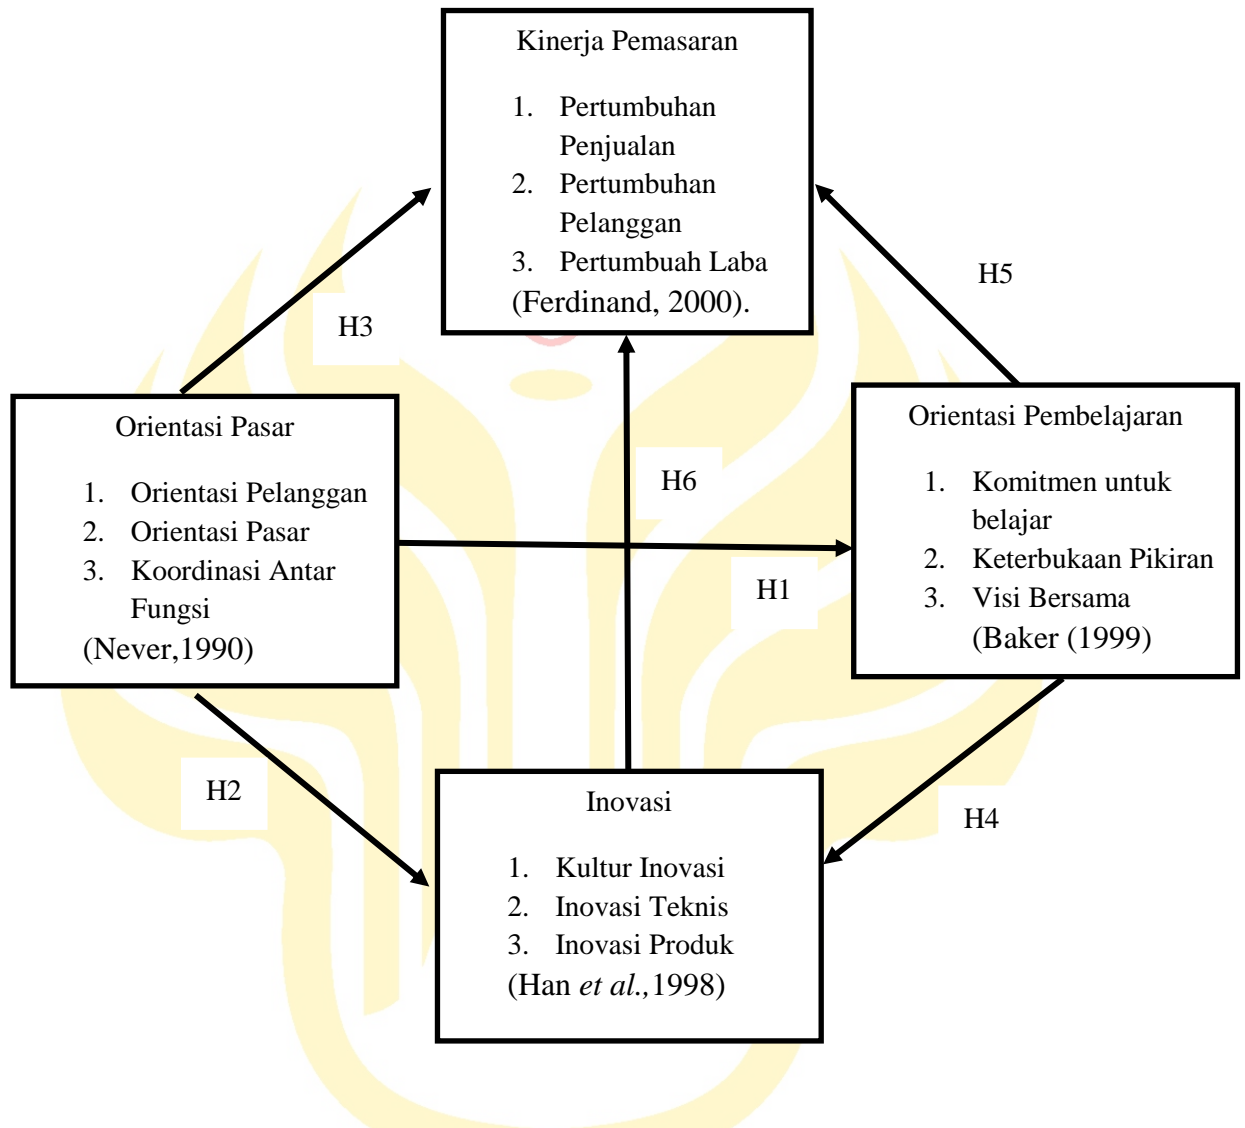 Kinerja Pemasaran
1. Pertumbuhan
Penjualan
2. Pertumbuhan
Pelanggan
3. Pertumbuah Laba
(Ferdinand, 2000).
H5
H3
Orientasi Pasar
1. Orientasi Pelanggan
2. Orientasi Pasar
3. Koordinasi Antar
Fungsi
(Never,1990)
H6
H1
Orientasi Pembelajaran
1. Komitmen untuk
belajar
2. Keterbukaan Pikiran
3. Visi Bersama
(Baker (1999)
H2
H4
Inovasi
1. Kultur Inovasi
2. Inovasi Teknis
3. Inovasi Produk
(Han et al.,1998)